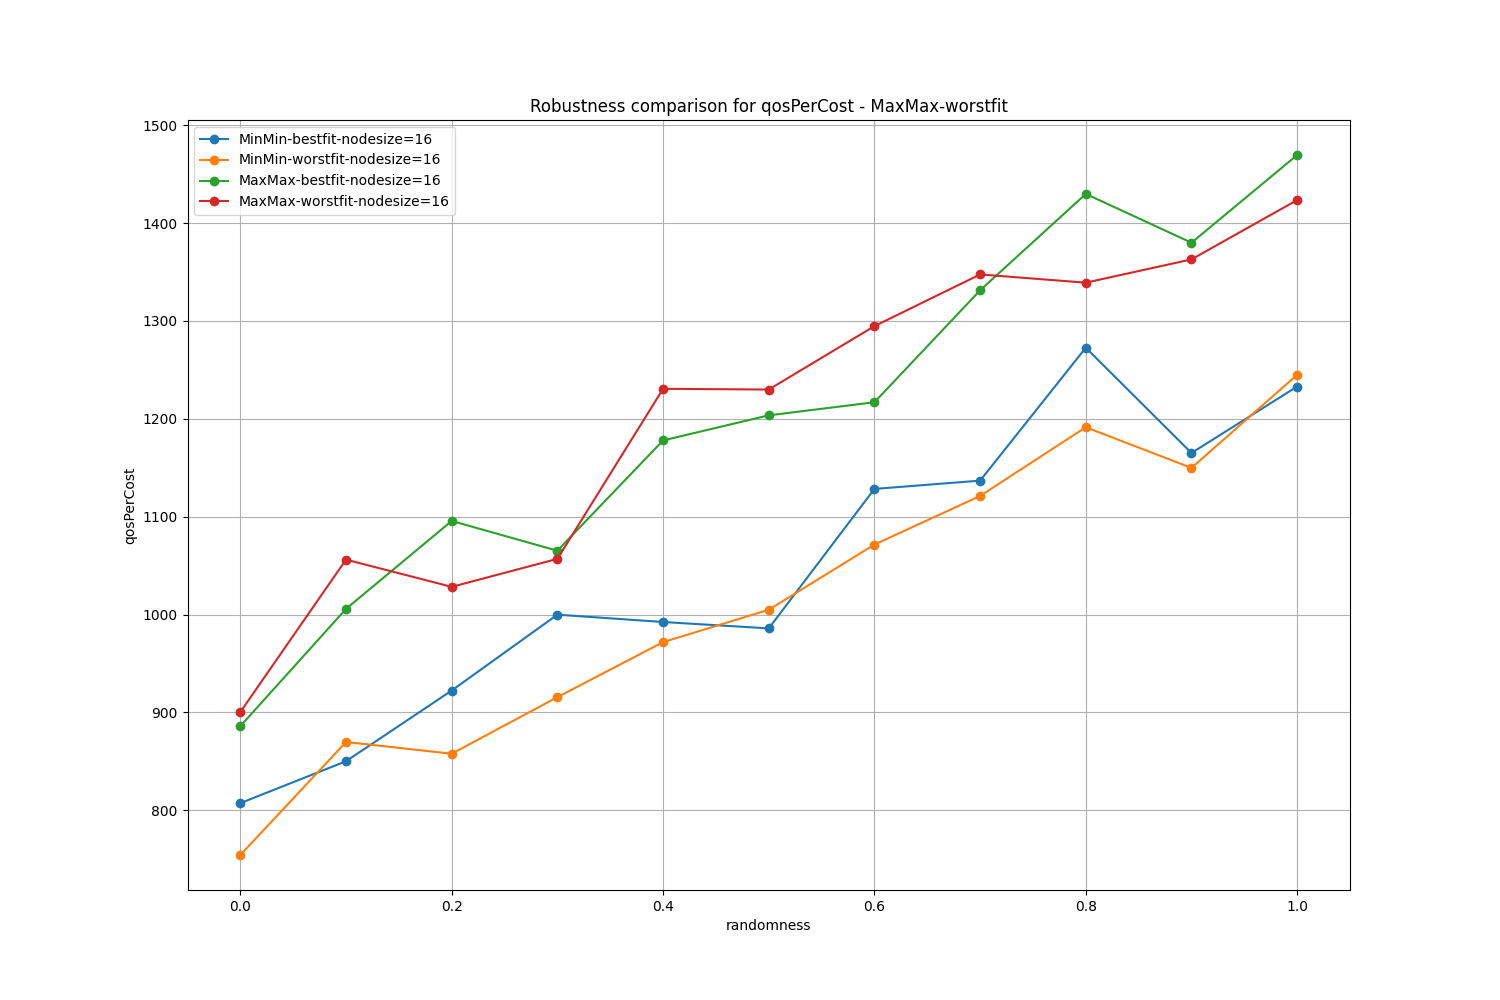 Robustness comparison for qosPerCost - MaxMax-worstfit
1500
1400
1300
1200
1100
1000
900
800
qosPerCost
MinMin-bestfit-nodesize=16
MinMin-worstfit-nodesize=16
MaxMax-bestfit-nodesize=16
MaxMax-worstfit-nodesize=16
0.0 0.2 0.4 0.6 0.8 1.0
randomness